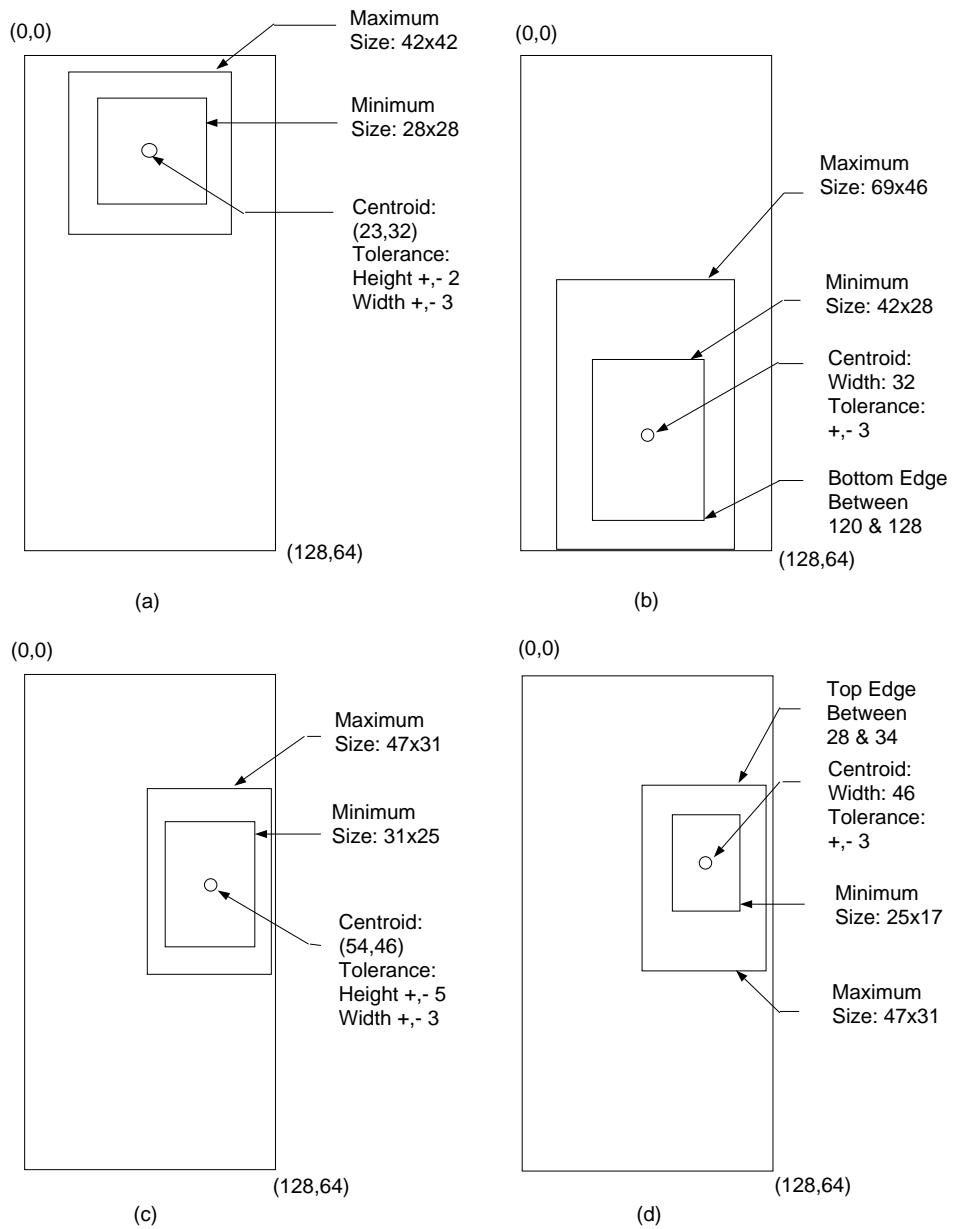 (0,0)
Maximum
Size: 42x42
Minimum
Size: 28x28
Centroid:
(23,32)
Tolerance:
Height +,- 2
Width +,- 3
(128,64)
(a)
(0,0)
Maximum
Size: 69x46
Minimum
Size: 42x28
Centroid:
Width: 32
Tolerance:
+,- 3
Bottom Edge
Between
120 & 128
(128,64)
(b)
(0,0)
Maximum
Size: 47x31
Minimum
Size: 31x25
Centroid:
(54,46)
Tolerance:
Height +,- 5
Width +,- 3
(128,64)
(c)
(0,0)
Top Edge
Between
28 & 34
Centroid:
Width: 46
Tolerance:
+,- 3
Minimum
Size: 25x17
Maximum
Size: 47x31
(128,64)
(d)